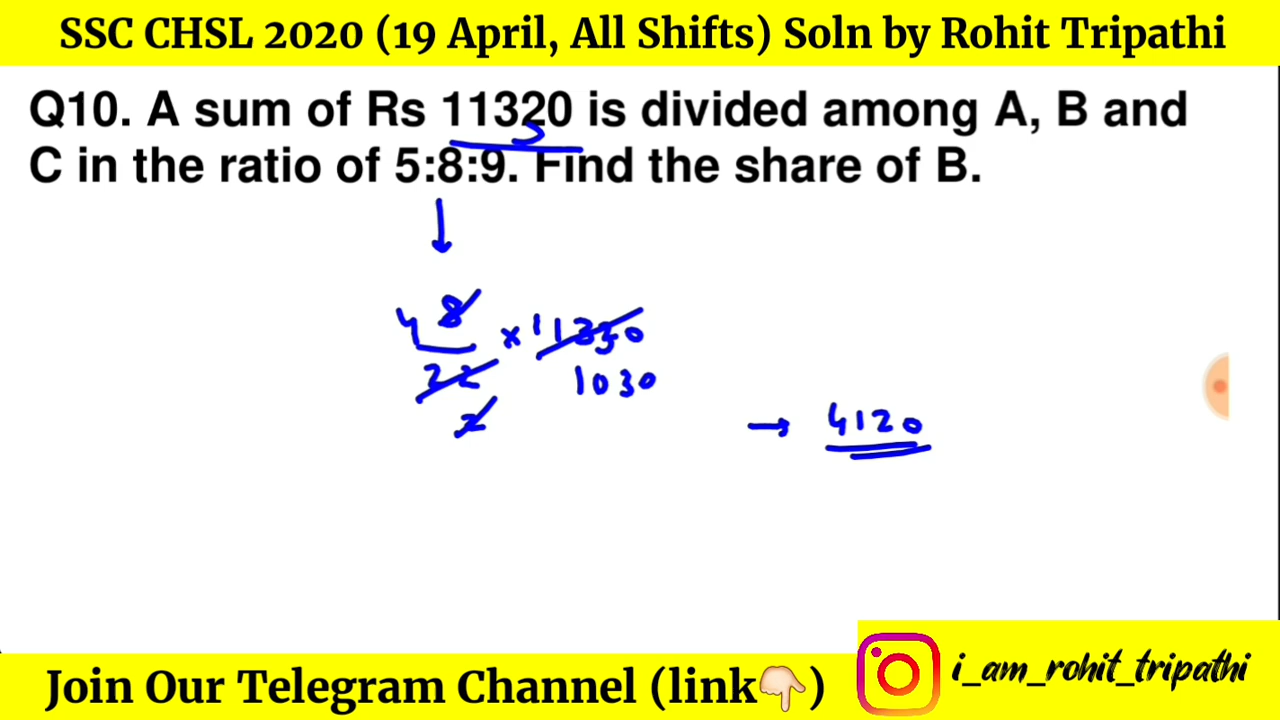 SSC CHSL 2020 (19 April, All Shifts) Soln by Rohit Tripathi
Q10. A sum of Rs 11320 is divided among A, B and
3
C in the ratio of 5:8:9. Find the share of B.
4 8
× 11330
22
1030
2
→ 4120
Join Our Telegram Channel (link👇)
i_am_rohit_tripathi